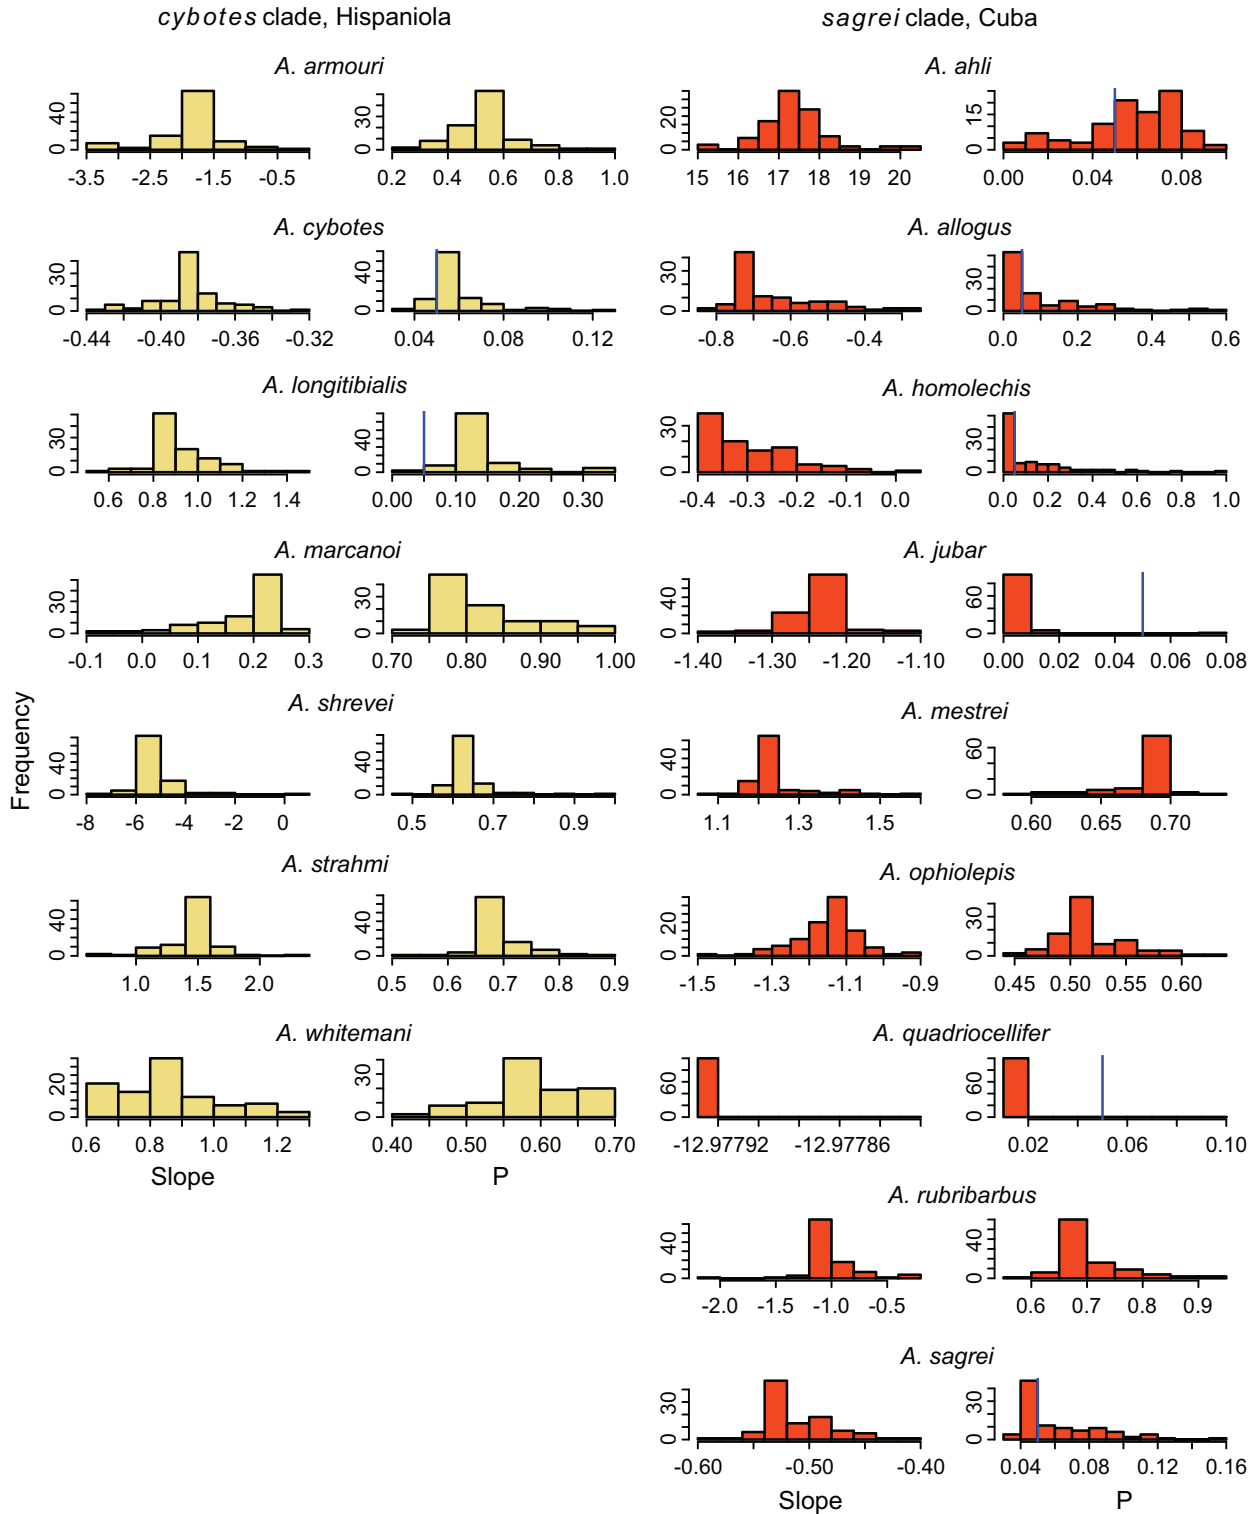 cybotes clade, Hispaniola
sagrei clade, Cuba
A. armouri
A. ahli
0 40
0 30
0 20
0 15
-3.5 -2.5 -1.5 -0.5
0.2 0.4 0.6 0.8 1.0
15 16 17 18 19 20
0.00 0.04 0.08
A. cybotes
A. allogus
0 30
0 40
0 30
0 30
-0.44 -0.40 -0.36 -0.32
0.04 0.08 0.12
-0.8 -0.6 -0.4
0.0 0.2 0.4 0.6
A. longitibialis
A. homolechis
0 30
0 40
0 30
0 30
0.6 0.8 1.0 1.2 1.4
0.00 0.10 0.20 0.30
-0.4 -0.3 -0.2 -0.1 0.0
0.0 0.2 0.4 0.6 0.8 1.0
A. marcanoi
A. jubar
0 30
0 30
0 40
0 60
-0.1 0.0 0.1 0.2 0.3
0.70 0.80 0.90 1.00
-1.40 -1.30 -1.20 -1.10
0.00 0.02 0.04 0.06 0.08
Frequency
A. shrevei
A. mestrei
0 40
0 40
0 40
0 60
-8 -6 -4 -2 0
0.5 0.7 0.9
1.1 1.3 1.5
0.60 0.65 0.70
A. strahmi
A. ophiolepis
0 40
0 40
0 20
0 30
1.0 1.5 2.0
0.5 0.6 0.7 0.8 0.9
-1.5 -1.3 -1.1 -0.9
0.45 0.50 0.55 0.60
A. whitemani
A. quadriocellifer
0 20
0 30
0 60
0 60
0.6 0.8 1.0 1.2
0.40 0.50 0.60 0.70
-12.97792 -12.97786
0.02 0.06 0.10
Slope
P
A. rubribarbus
0 40
0 40
-2.0 -1.5 -1.0 -0.5
0.6 0.7 0.8 0.9
A. sagrei
0 30
0 30
-0.60 -0.50 -0.40
0.04 0.08 0.12 0.16
Slope
P